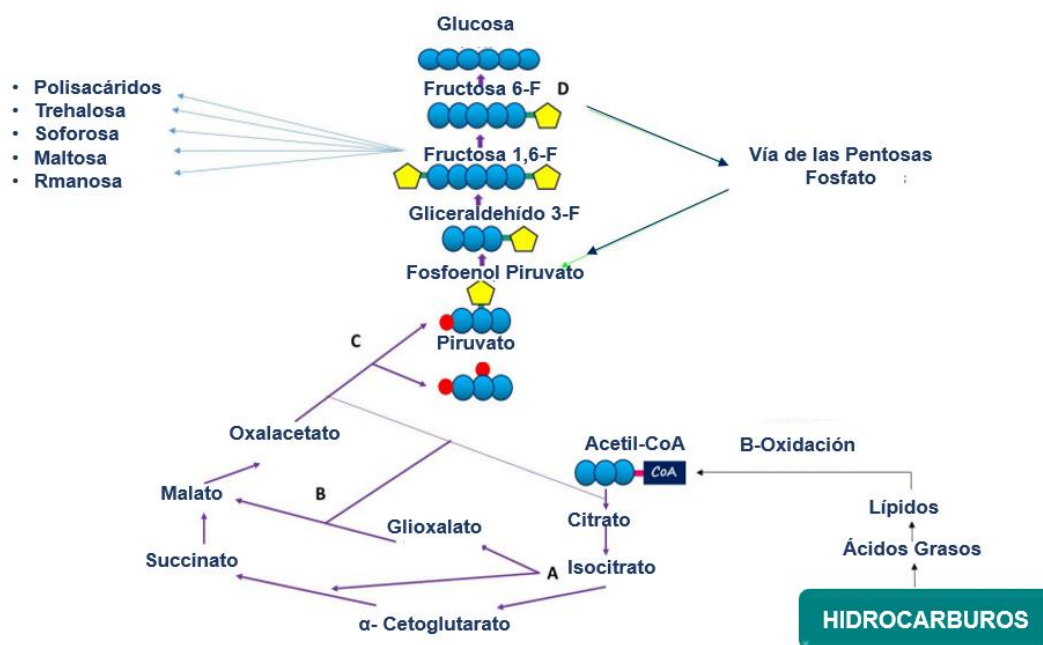 Glucosa
• Polisacáridos
• Trehalosa
• Soforosa
• Maltosa
• Rmanosa
Fructosa 6-F
D
Fructosa 1,6-F
Vía de las Pentosas
Fosfato
Gliceraldehído 3-F
Fosfoenol Piruvato
C
Piruvato
Oxalacetato
Acetil-CoA
CoA
B-Oxidación
Malato
B
Glioxalato
Citrato
Lípidos
Succinato
A
Isocitrato
Ácidos Grasos
α- Cetoglutarato
HIDROCARBUROS